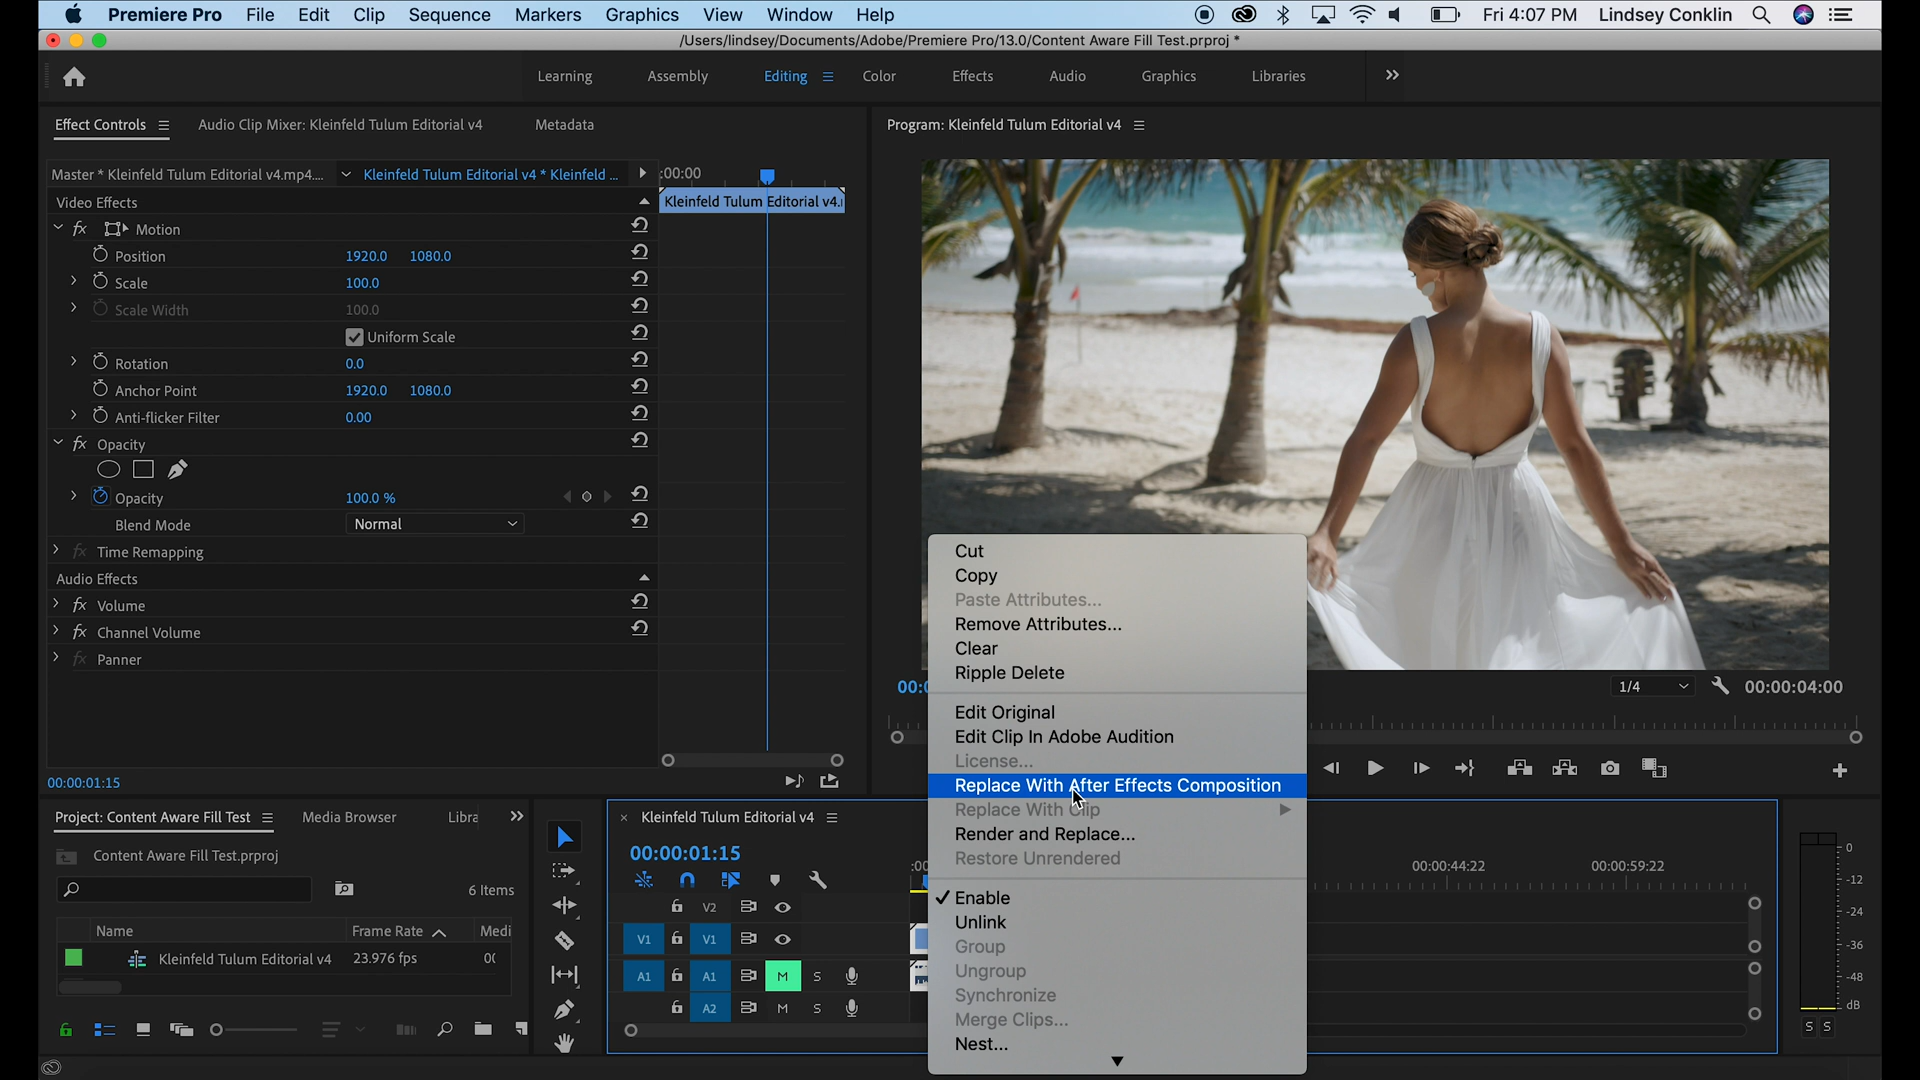 Premiere Pro File Edit Clip Sequence Markers Graphics View Window Help Fri 4:07 PM Lindsey Conklin
/Users/lindsey/Documents/Adobe/Premiere Pro/13.0/Content Aware Fill Test.prproj *
Learning Assembly Editing Color Effects Audio Graphics Libraries
Effect Controls Audio Clip Mixer: Kleinfeld Tulum Editorial v4 Metadata
Program: Kleinfeld Tulum Editorial v4
Master * Kleinfeld Tulum Editorial v4.mp4... Kleinfeld Tulum Editorial v4 * Kleinfeld ... :00:00
Video Effects
Kleinfeld Tulum Editorial v4.
fx Motion
Position 1920.0 1080.0
Scale 100.0
Scale Width 100.0
Uniform Scale
Rotation 0.0
Anchor Point 1920.0 1080.0
Anti-flicker Filter 0.00
fx Opacity
Opacity 100.0 %
Blend Mode Normal
fx Time Remapping
Audio Effects
fx Volume
fx Channel Volume
fx Panner
00:00:01:15
00:
1/4 00:00:04:00
Cut
Copy
Paste Attributes...
Remove Attributes...
Clear
Ripple Delete
Edit Original
Edit Clip In Adobe Audition
License...
Replace With After Effects Composition
Replace With Clip
Render and Replace...
Restore Unrendered
Enable
Unlink
Group
Ungroup
Synchronize
Merge Clips...
Nest...
Project: Content Aware Fill Test Media Browser Libra
Content Aware Fill Test.prproj
6 Items
Name Frame Rate Medi
Kleinfeld Tulum Editorial v4 23.976 fps 00
× Kleinfeld Tulum Editorial v4
00:00:01:15
:00 00:00:44:22 00:00:59:22
V2
V1 V1
A1 A1 M S
A2 M S
0
-12
-24
-36
-48
dB
S S